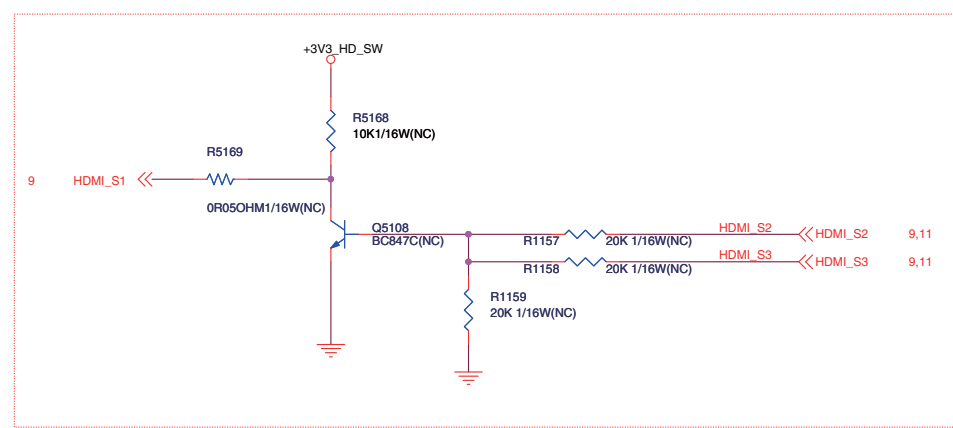 +3V3_HD_SW
R5168
10K1/16W(NC)
R5169
9 HDMI_S1
0R05OHM1/16W(NC)
Q5108
BC847C(NC)
R1157 20K 1/16W(NC) HDMI_S2 HDMI_S2 9,11
R1158 20K 1/16W(NC) HDMI_S3 HDMI_S3 9,11
R1159
20K 1/16W(NC)